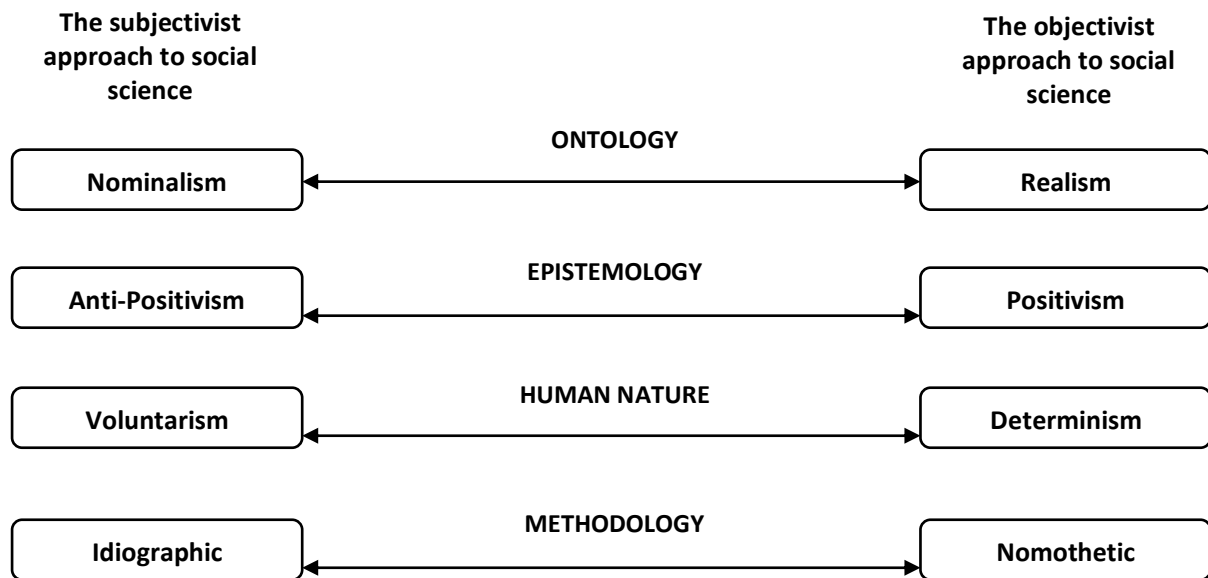 The subjectivist
approach to social
science
The objectivist
approach to social
science
ONTOLOGY
Nominalism
Realism
EPISTEMOLOGY
Anti-Positivism
Positivism
HUMAN NATURE
Voluntarism
Determinism
METHODOLOGY
Idiographic
Nomothetic